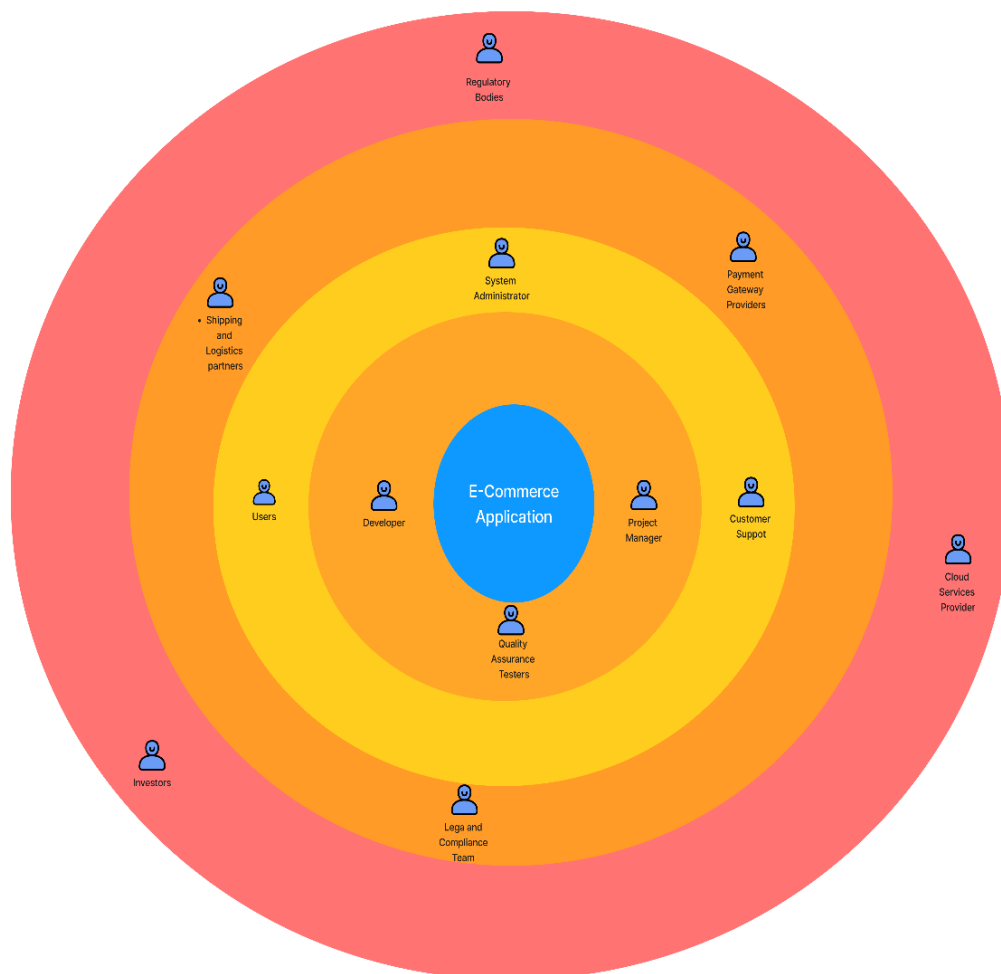 Regulatory
Bodies
System
Administrator
Payment
Gateway
Providers
• Shipping
and
Logistics
partners
E-Commerce
Application
Users
Developer
Project
Manager
Customer
Suppot
Cloud
Services
Provider
Quality
Assurance
Testers
Investors
Lega and
Compliance
Team